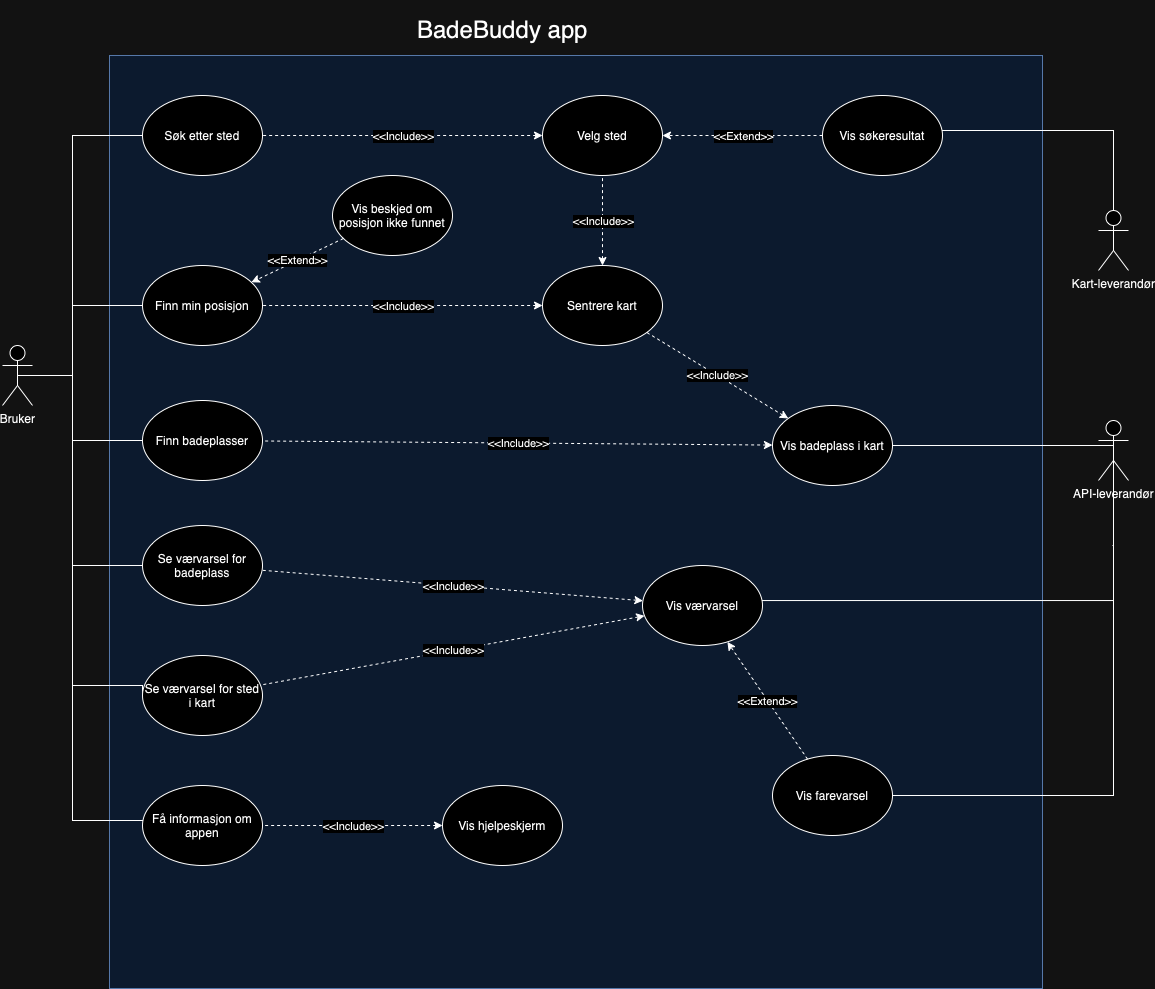 BadeBuddy app
Søk etter sted
<<Include>>
Velg sted
<<Extend>>
Vis søkeresultat
Vis beskjed om
posisjon ikke funnet
<<Include>>
<<Extend>>
Kart-leverandør
Finn min posisjon
<<Include>>
Sentrere kart
<<Include>>
Bruker
Finn badeplasser
<<Include>>
Vis badeplass i kart
API-leverandør
Se værvarsel for
badeplass
<<Include>>
Vis værvarsel
<<Include>>
Se værvarsel for sted
i kart
<<Extend>>
Vis farevarsel
Få informasjon om
appen
<<Include>>
Vis hjelpeskjerm